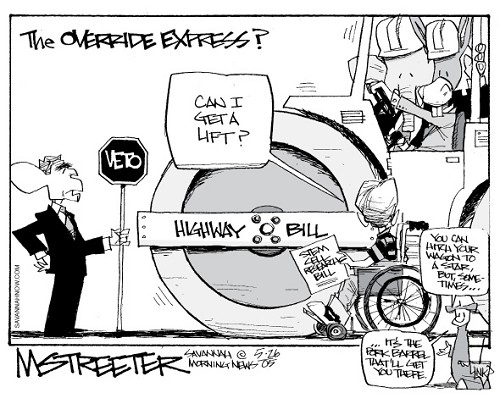 The OVERRIDE EXPRESS?
CAN I
GET A
LIFT?
VETO
HIGHWAY BILL
STEM
CELL
RESEARCH
BILL
YOU CAN
HITCH YOUR
WAGON TO
A STAR,
BUT, SOME-
TIMES...
...IT'S THE
PORK BARREL
THAT'LL GET
YOU THERE.
SAVANNAHNOW.COM
MSTREETER
SAVANNAH @ 5·26
MORNING NEWS '05